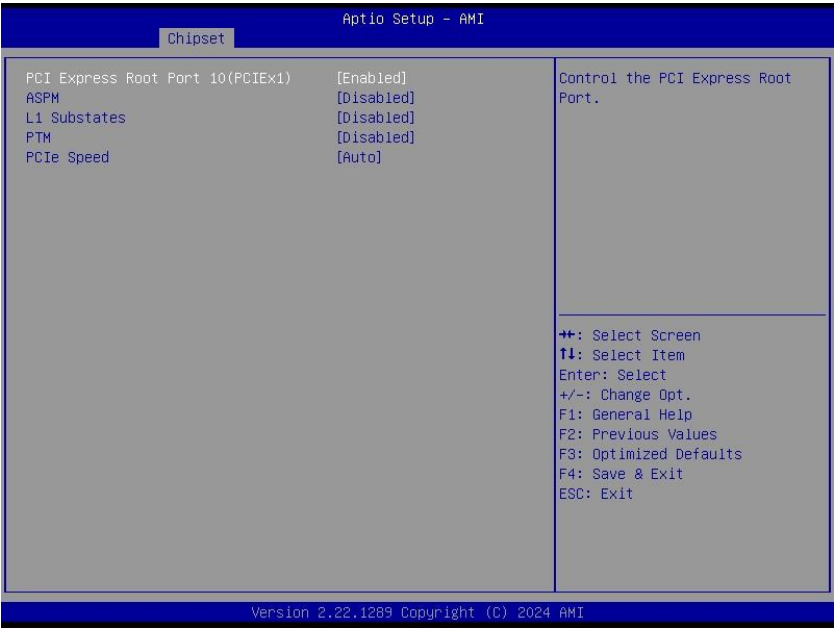 Aptio Setup - AMI
Chipset
PCI Express Root Port 10(PCIEx1) [Enabled]
ASPM [Disabled]
L1 Substates [Disabled]
PTM [Disabled]
PCIe Speed [Auto]
Control the PCI Express Root
Port.
→←: Select Screen
↑↓: Select Item
Enter: Select
+/-: Change Opt.
F1: General Help
F2: Previous Values
F3: Optimized Defaults
F4: Save & Exit
ESC: Exit
Version 2.22.1289 Copyright (C) 2024 AMI